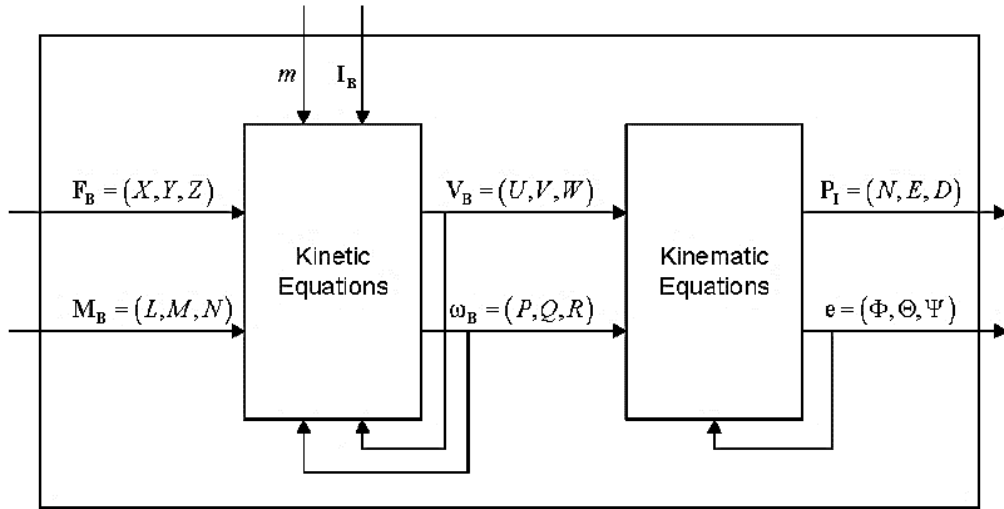 m
I_B
F_B = (X, Y, Z)
V_B = (U, V, W)
P_I = (N, E, D)
Kinetic
Equations
Kinematic
Equations
M_B = (L, M, N)
ω_B = (P, Q, R)
e = (Φ, Θ, Ψ)